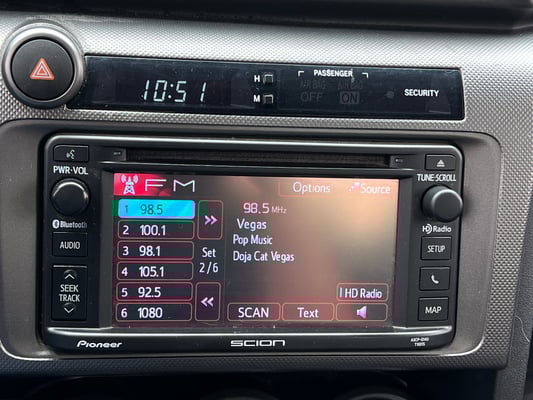 10:51
H
M
PASSENGER
AIR BAG
OFF
AIR BAG
ON
SECURITY
PWR·VOL
Bluetooth
AUDIO
SEEK
TRACK
FM
Options
Source
1 98.5
2 100.1
3 98.1
4 105.1
5 92.5
6 1080
Set
2/6
98.5 MHz
Vegas
Pop Music
Doja Cat Vegas
HD Radio
SCAN
Text
TUNE·SCROLL
HD Radio
SETUP
MAP
Pioneer
SCION